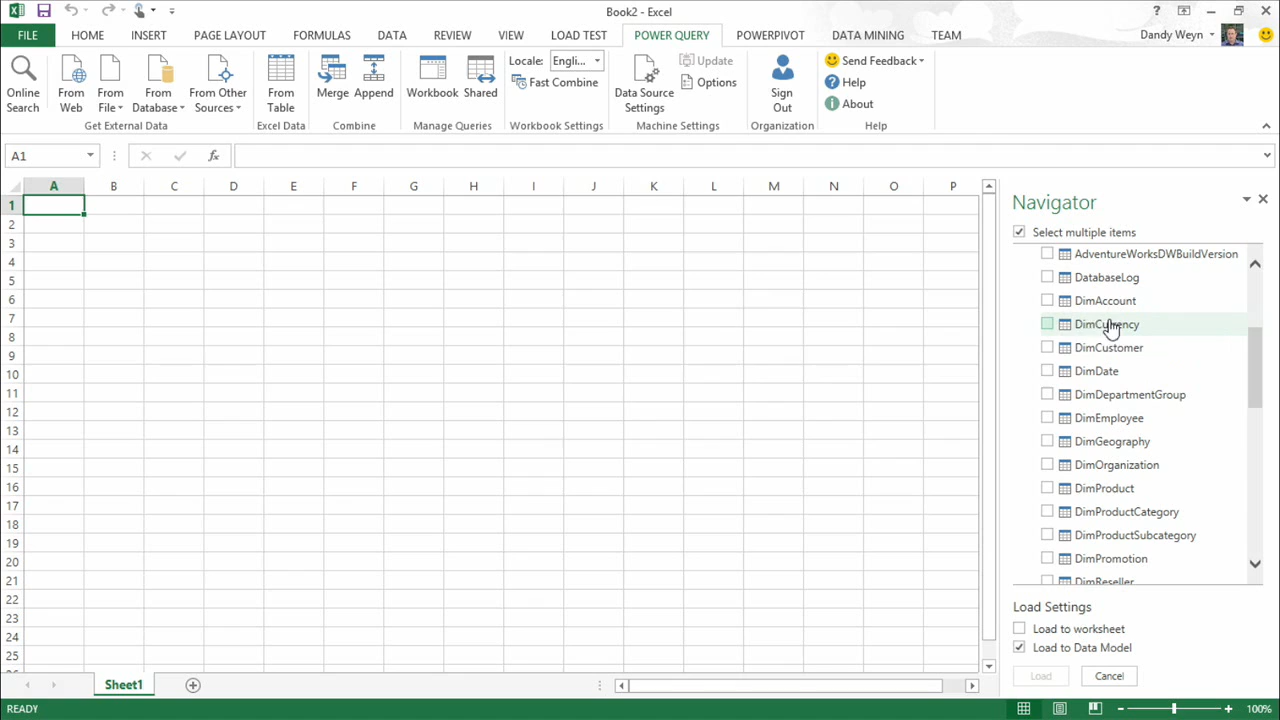 Book2 - Excel
FILE HOME INSERT PAGE LAYOUT FORMULAS DATA REVIEW VIEW LOAD TEST POWER QUERY POWERPIVOT DATA MINING TEAM Dandy Weyn
Online Search
From Web
From File
From Database
From Other Sources
Get External Data
From Table
Excel Data
Merge
Append
Combine
Workbook
Shared
Manage Queries
Locale: Engli...
Fast Combine
Workbook Settings
Data Source Settings
Update
Options
Machine Settings
Sign Out
Organization
Send Feedback
Help
About
Help
A1
fx
A B C D E F G H I J K L M N O P
1
2
3
4
5
6
7
8
9
10
11
12
13
14
15
16
17
18
19
20
21
22
23
24
25
Navigator
Select multiple items
AdventureWorksDWBuildVersion
DatabaseLog
DimAccount
DimCurrency
DimCustomer
DimDate
DimDepartmentGroup
DimEmployee
DimGeography
DimOrganization
DimProduct
DimProductCategory
DimProductSubcategory
DimPromotion
DimReseller
Load Settings
Load to worksheet
Load to Data Model
Load Cancel
Sheet1
READY
100%